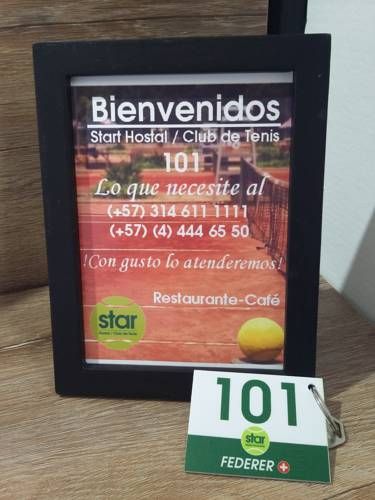 Bienvenidos
Start Hostal / Club de Tenis
101
Lo que necesite al
(+57) 314 611 1111
(+57) (4) 444 65 50
!Con gusto lo atenderemos!
Restaurante-Café
star
101
star
FEDERER